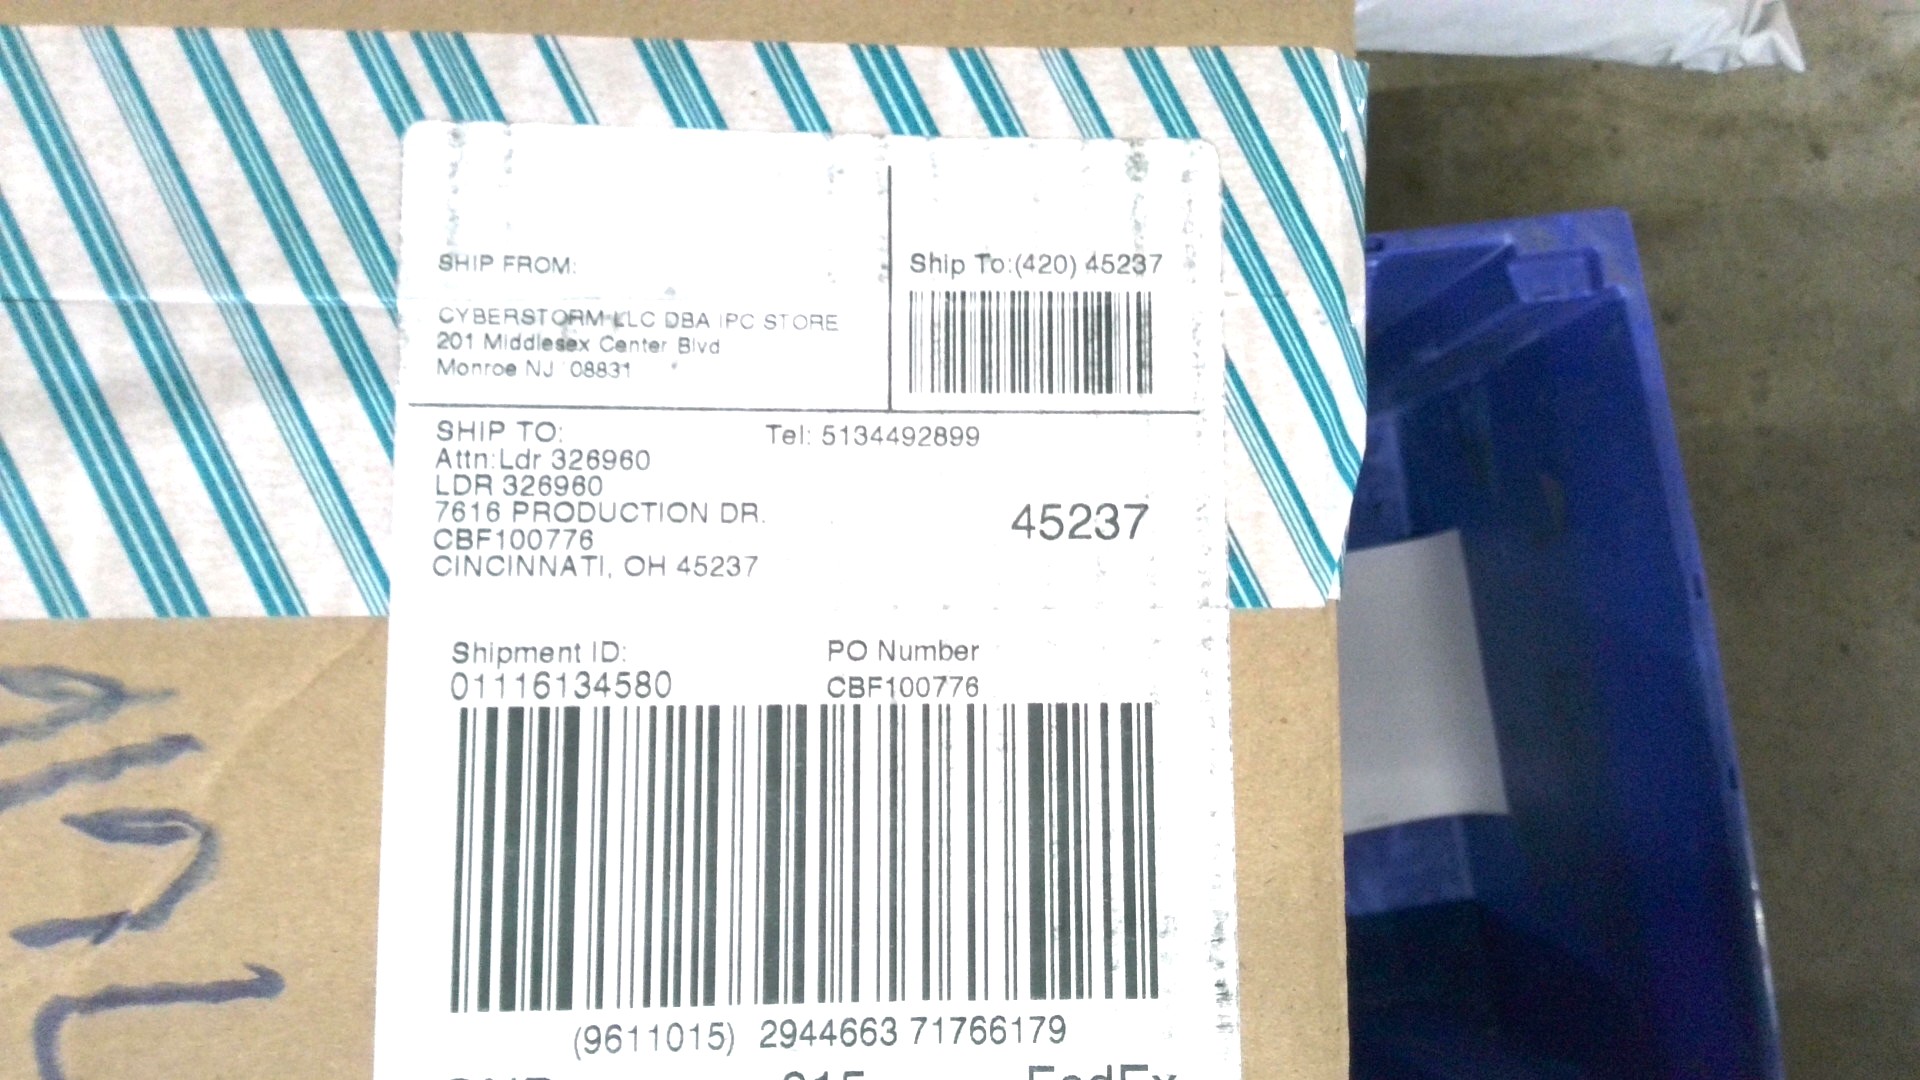 SHIP FROM:
CYBERSTORM LLC DBA IPC STORE
201 Middlesex Center Blvd
Monroe NJ 08831
Ship To:(420) 45237
SHIP TO:
Tel: 5134492899
Attn:Ldr 326960
LDR 326960
7616 PRODUCTION DR.
CBF100776
CINCINNATI, OH 45237
45237
Shipment ID:
01116134580
PO Number
CBF100776
(9611015) 2944663 71766179
FedEx